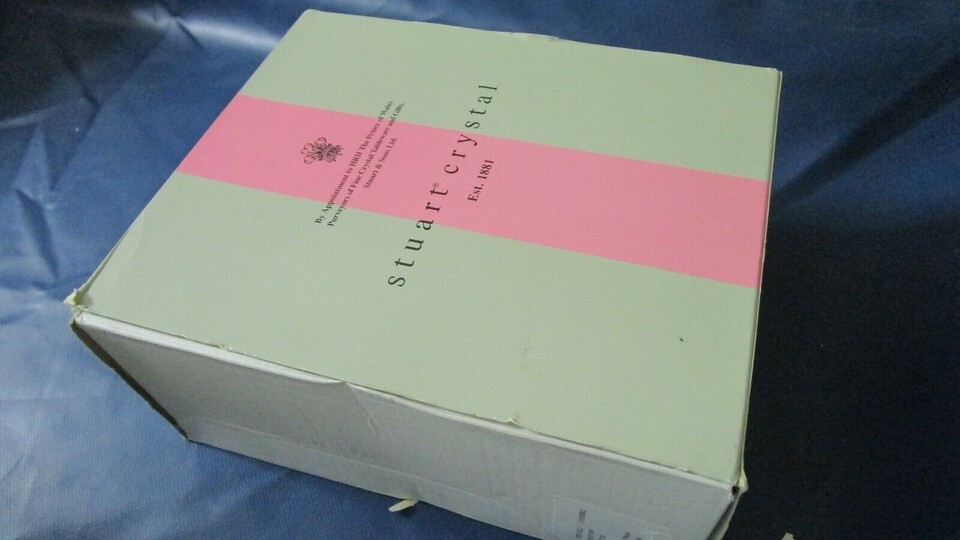 By Appointment to HRH The Prince of Wales
Purveyors of Fine Crystal Tableware and Gifts.
Stuart & Sons Ltd.
stuart® crystal
Est. 1881